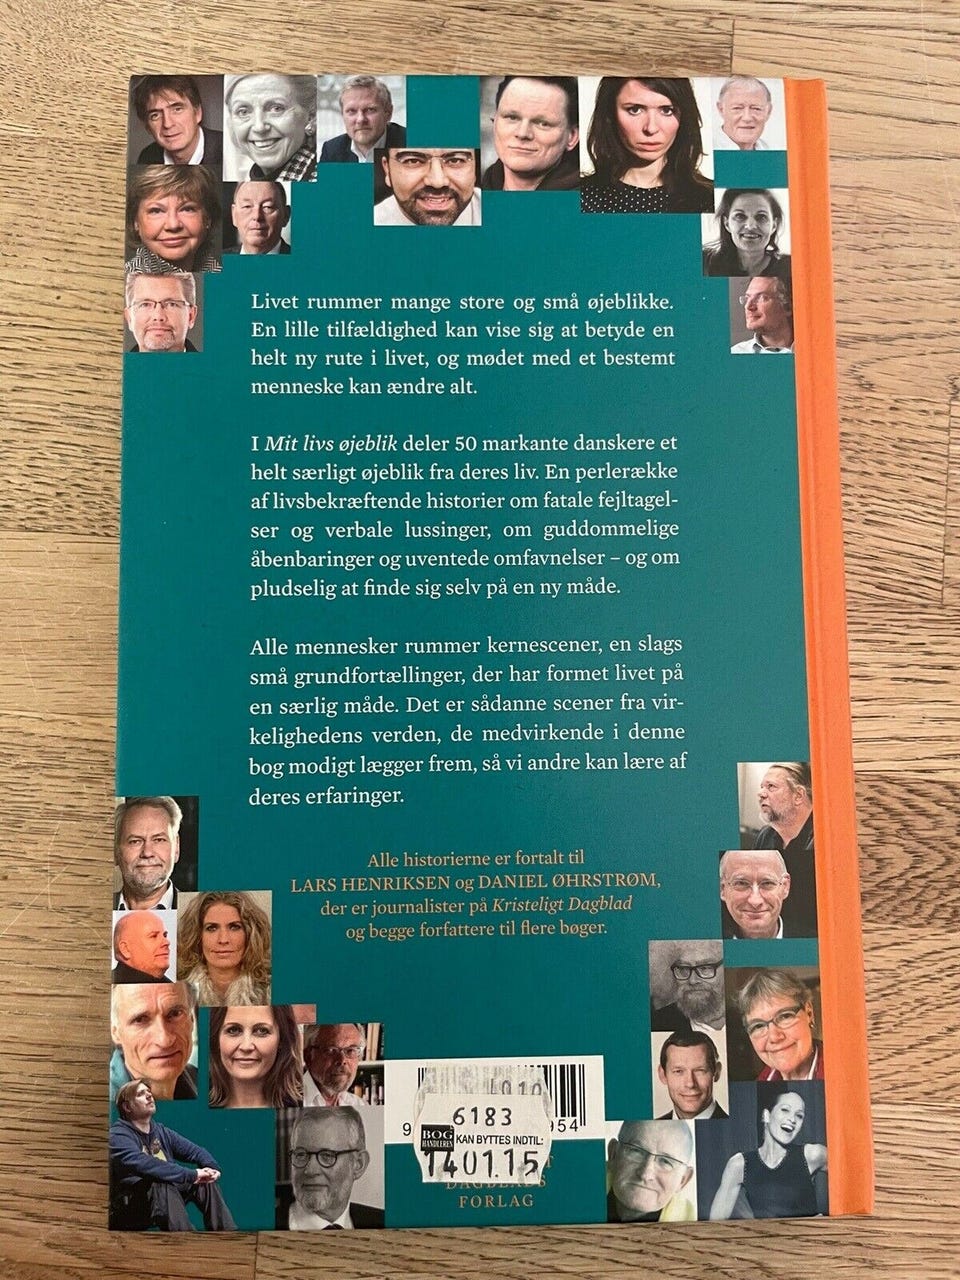 Livet rummer mange store og små øjeblikke.
En lille tilfældighed kan vise sig at betyde en
helt ny rute i livet, og mødet med et bestemt
menneske kan ændre alt.
I Mit livs øjeblik deler 50 markante danskere et
helt særligt øjeblik fra deres liv. En perlerække
af livsbekræftende historier om fatale fejltagel-
ser og verbale lussinger, om guddommelige
åbenbaringer og uventede omfavnelser – og om
pludselig at finde sig selv på en ny måde.
Alle mennesker rummer kernescener, en slags
små grundfortællinger, der har formet livet på
en særlig måde. Det er sådanne scener fra vir-
kelighedens verden, de medvirkende i denne
bog modigt lægger frem, så vi andre kan lære af
deres erfaringer.
Alle historierne er fortalt til
LARS HENRIKSEN og DANIEL ØHRSTRØM,
der er journalister på Kristeligt Dagblad
og begge forfattere til flere bøger.
6183
BOG
HANDLEREN
KAN BYTTES INDTIL:
1401.15
DAGBLADS
FORLAG